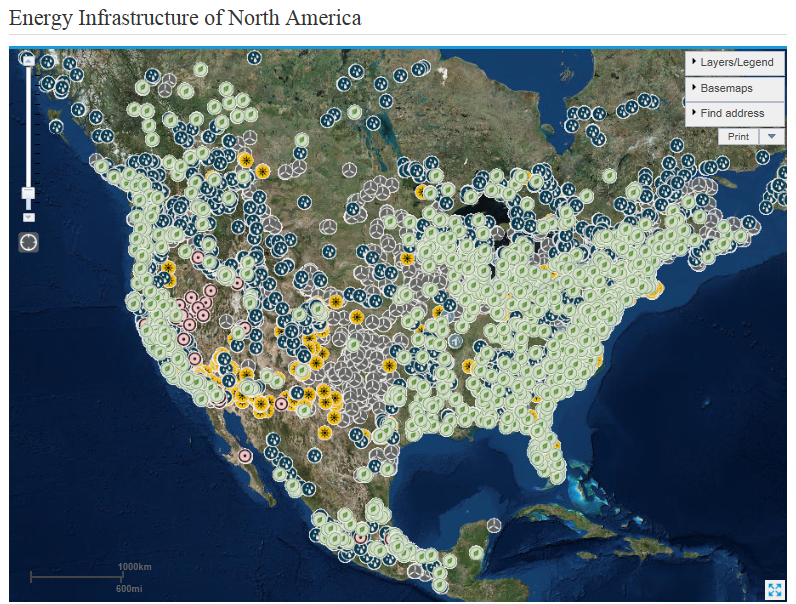 Energy Infrastructure of North America
Layers/Legend
Basemaps
Find address
Print
1000km
600mi